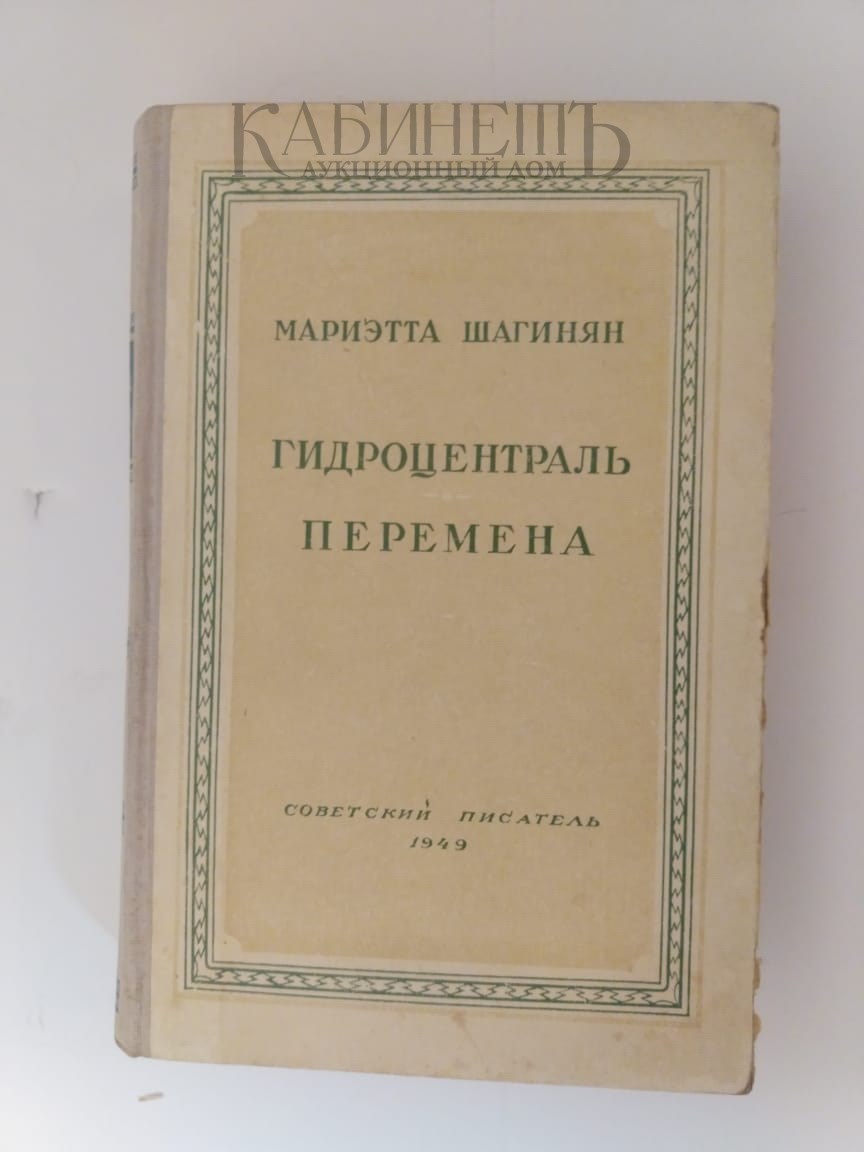 КАБИНЕТЪ
АУКЦИОННЫЙ ДОМ
МАРИЭТТА ШАГИНЯН
ГИДРОЦЕНТРАЛЬ
ПЕРЕМЕНА
СОВЕТСКИЙ ПИСАТЕЛЬ
1949